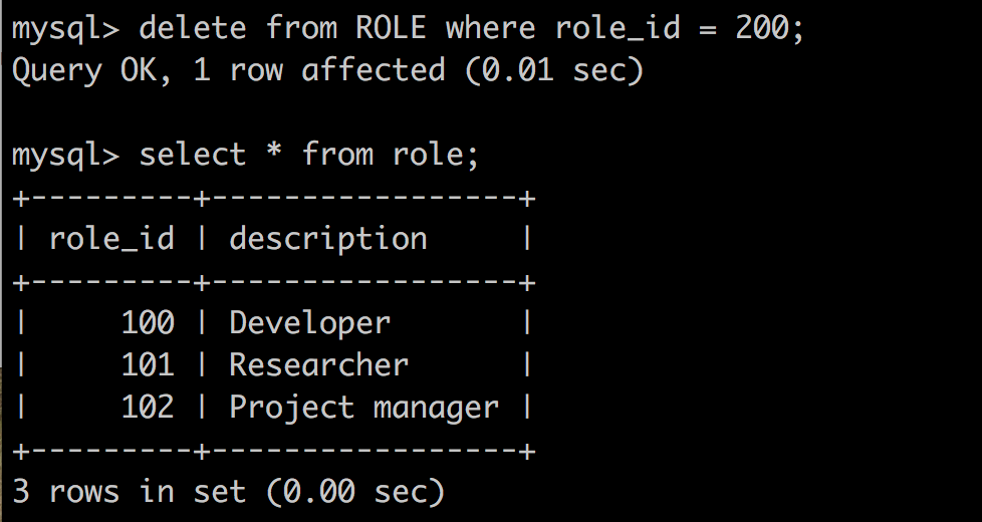 mysql> delete from ROLE where role_id = 200;
Query OK, 1 row affected (0.01 sec)
mysql> select * from role;
+---------+-----------------+
| role_id | description     |
+---------+-----------------+
|     100 | Developer       |
|     101 | Researcher      |
|     102 | Project manager |
+---------+-----------------+
3 rows in set (0.00 sec)